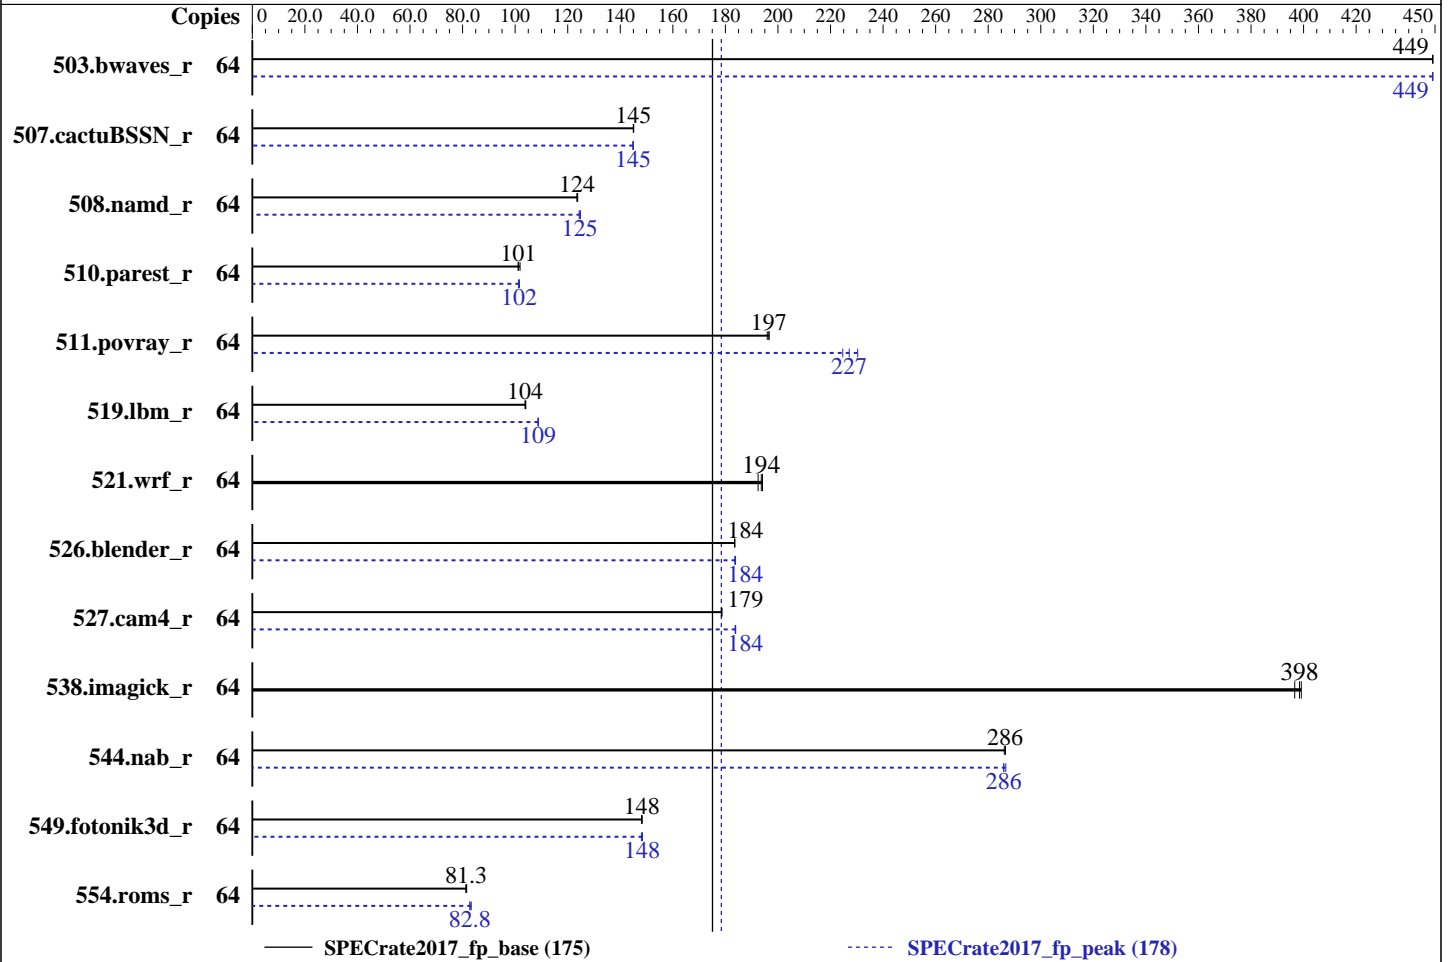 Copies 0 20.0 40.0 60.0 80.0 100 120 140 160 180 200 220 240 260 280 300 320 340 360 380 400 420 450
449
503.bwaves_r 64
449
145
507.cactuBSSN_r 64
145
124
508.namd_r 64
125
101
510.parest_r 64
102
197
511.povray_r 64
227
104
519.lbm_r 64
109
194
521.wrf_r 64
184
526.blender_r 64
184
179
527.cam4_r 64
184
398
538.imagick_r 64
286
544.nab_r 64
286
148
549.fotonik3d_r 64
148
81.3
554.roms_r 64
82.8
SPECrate2017_fp_base (175) SPECrate2017_fp_peak (178)